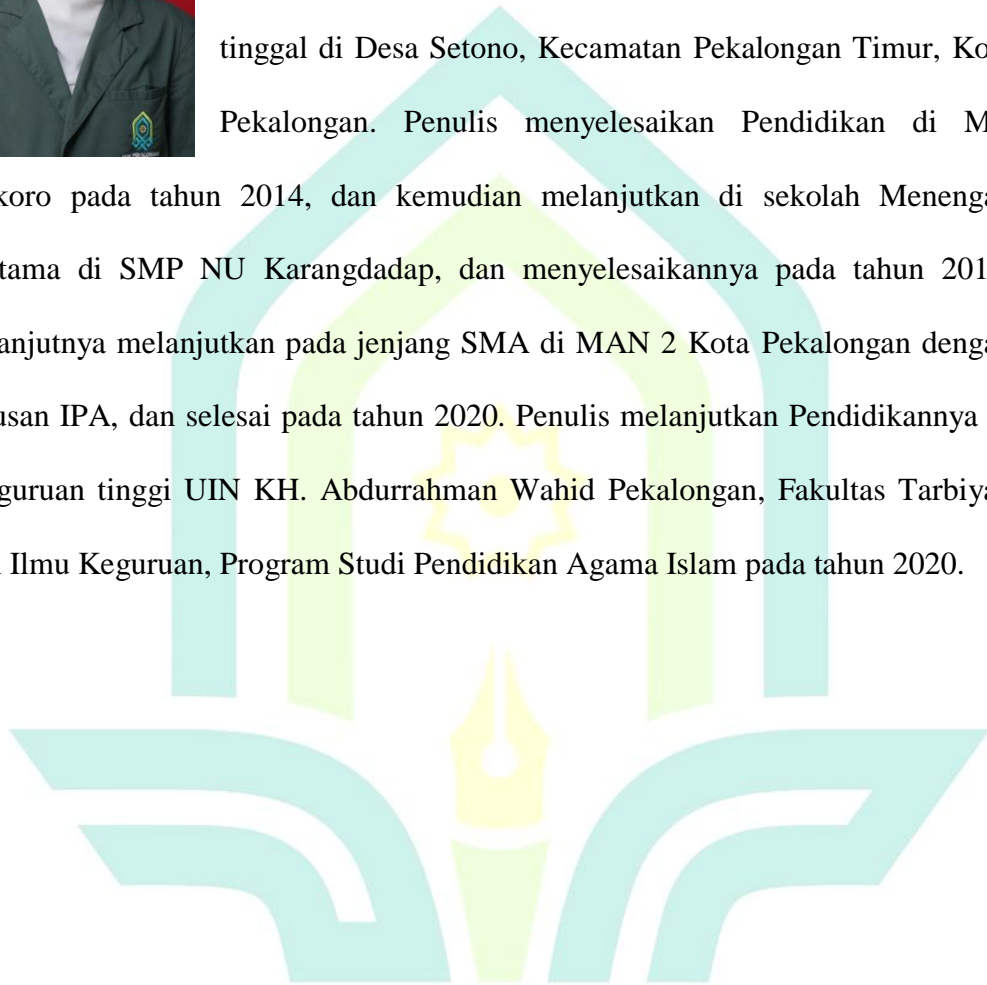 tinggal di Desa Setono, Kecamatan Pekalongan Timur, Ko
Pekalongan. Penulis menyelesaikan Pendidikan di M
koro pada tahun 2014, dan kemudian melanjutkan di sekolah Menenga
tama di SMP NU Karangdadap, dan menyelesaikannya pada tahun 201
anjutnya melanjutkan pada jenjang SMA di MAN 2 Kota Pekalongan denga
usan IPA, dan selesai pada tahun 2020. Penulis melanjutkan Pendidikannya
guruan tinggi UIN KH. Abdurrahman Wahid Pekalongan, Fakultas Tarbiya
Ilmu Keguruan, Program Studi Pendidikan Agama Islam pada tahun 2020.